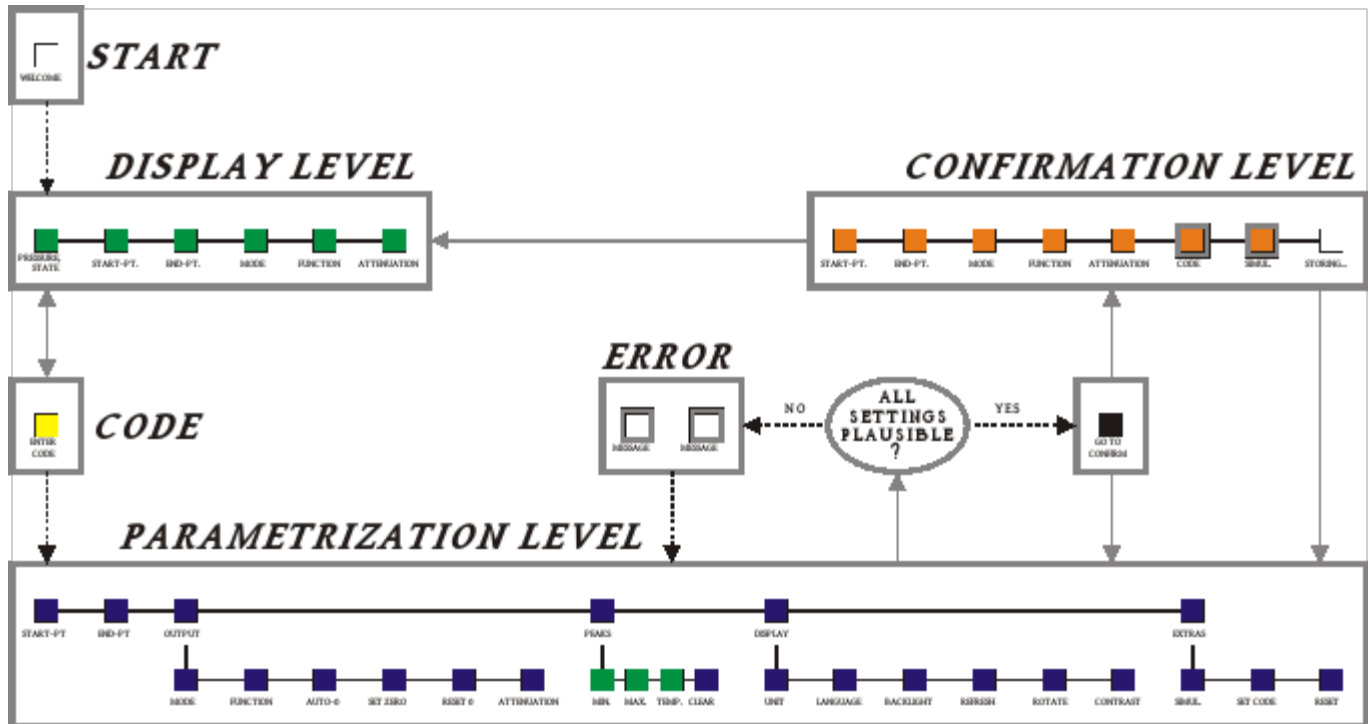 START
WELCOME
DISPLAY LEVEL
CONFIRMATION LEVEL
PRESSURE,
STATE
START-PT.
END-PT.
MODE
FUNCTION
ATTENUATION
START-PT.
END-PT.
MODE
FUNCTION
ATTENUATION
CODE
SIMUL.
STORING...
ERROR
MESSAGE
MESSAGE
NO
ALL
SETTINGS
PLAUSIBLE
?
YES
GO TO
CONFIRM
CODE
ENTER
CODE
PARAMETRIZATION LEVEL
START-PT
END-PT
OUTPUT
PEAKS
DISPLAY
EXTRAS
MODE
FUNCTION
AUTO-0
SET ZERO
RESET 0
ATTENUATION
MIN.
MAX.
TEMP.
CLEAR
UNIT
LANGUAGE
BACKLIGHT
REFRESH
ROTATE
CONTRAST
SIMUL.
SET CODE
RESET